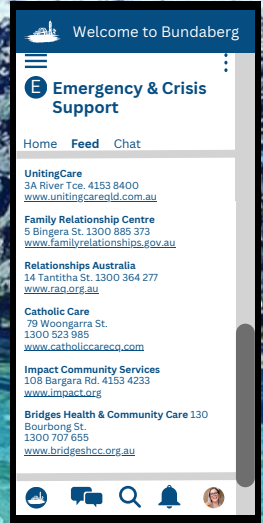 Welcome to Bundaberg
E Emergency & Crisis
Support
Home Feed Chat
UnitingCare
3A River Tce. 4153 8400
www.unitingcareqld.com.au
Family Relationship Centre
5 Bingera St. 1300 885 373
www.familyrelationships.gov.au
Relationships Australia
14 Tantitha St. 1300 364 277
www.raq.org.au
Catholic Care
79 Woongarra St.
1300 523 985
www.catholiccarecq.com
Impact Community Services
108 Bargara Rd. 4153 4233
www.impact.org
Bridges Health & Community Care 130
Bourbong St.
1300 707 655
www.bridgeshcc.org.au